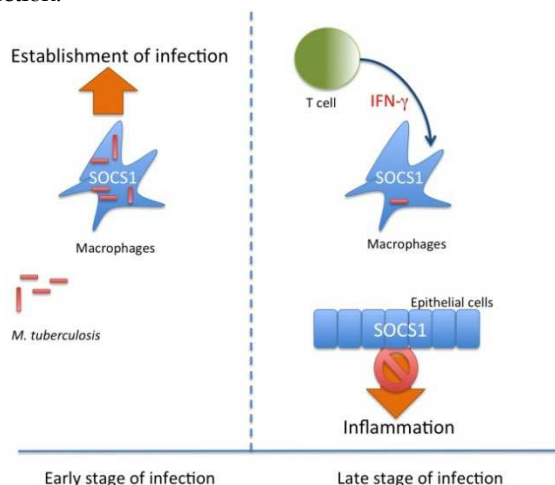 ction.
Establishment of infection
SOCS1
Macrophages
M. tuberculosis
Early stage of infection
T cell
IFN-γ
SOCS1
Macrophages
Epithelial cells
SOCS1
Inflammation
Late stage of infection